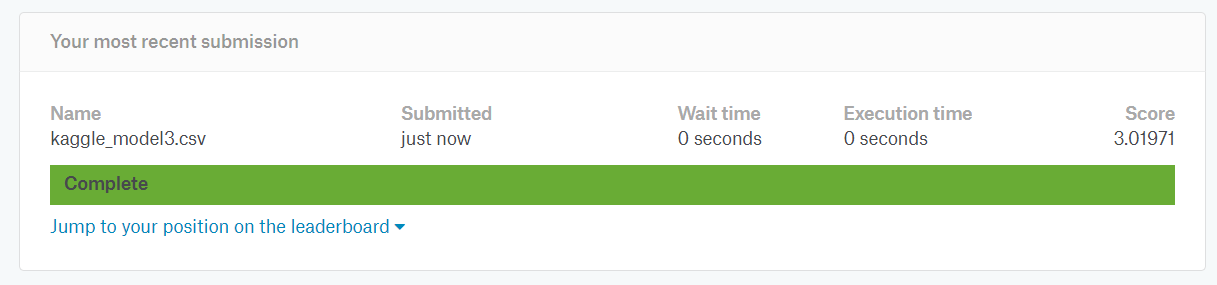 Your most recent submission
Name Submitted Wait time Execution time Score
kaggle_model3.csv just now 0 seconds 0 seconds 3.01971
Complete
Jump to your position on the leaderboard